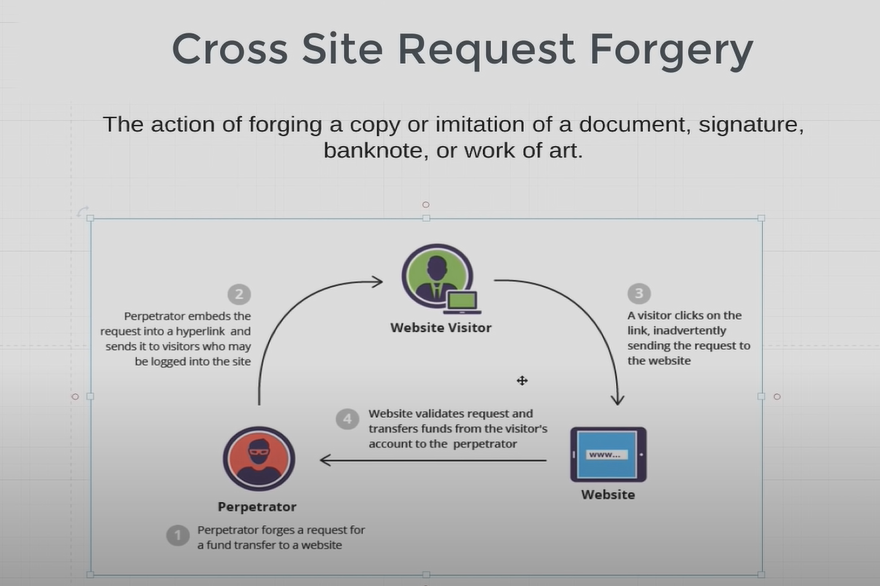 Cross Site Request Forgery
The action of forging a copy or imitation of a document, signature,
banknote, or work of art.
2
Perpetrator embeds the
request into a hyperlink and
sends it to visitors who may
be logged into the site
Website Visitor
3
A visitor clicks on the
link, inadvertently
sending the request to
the website
4
Website validates request and
transfers funds from the visitor's
account to the perpetrator
www...
Website
Perpetrator
1
Perpetrator forges a request for
a fund transfer to a website